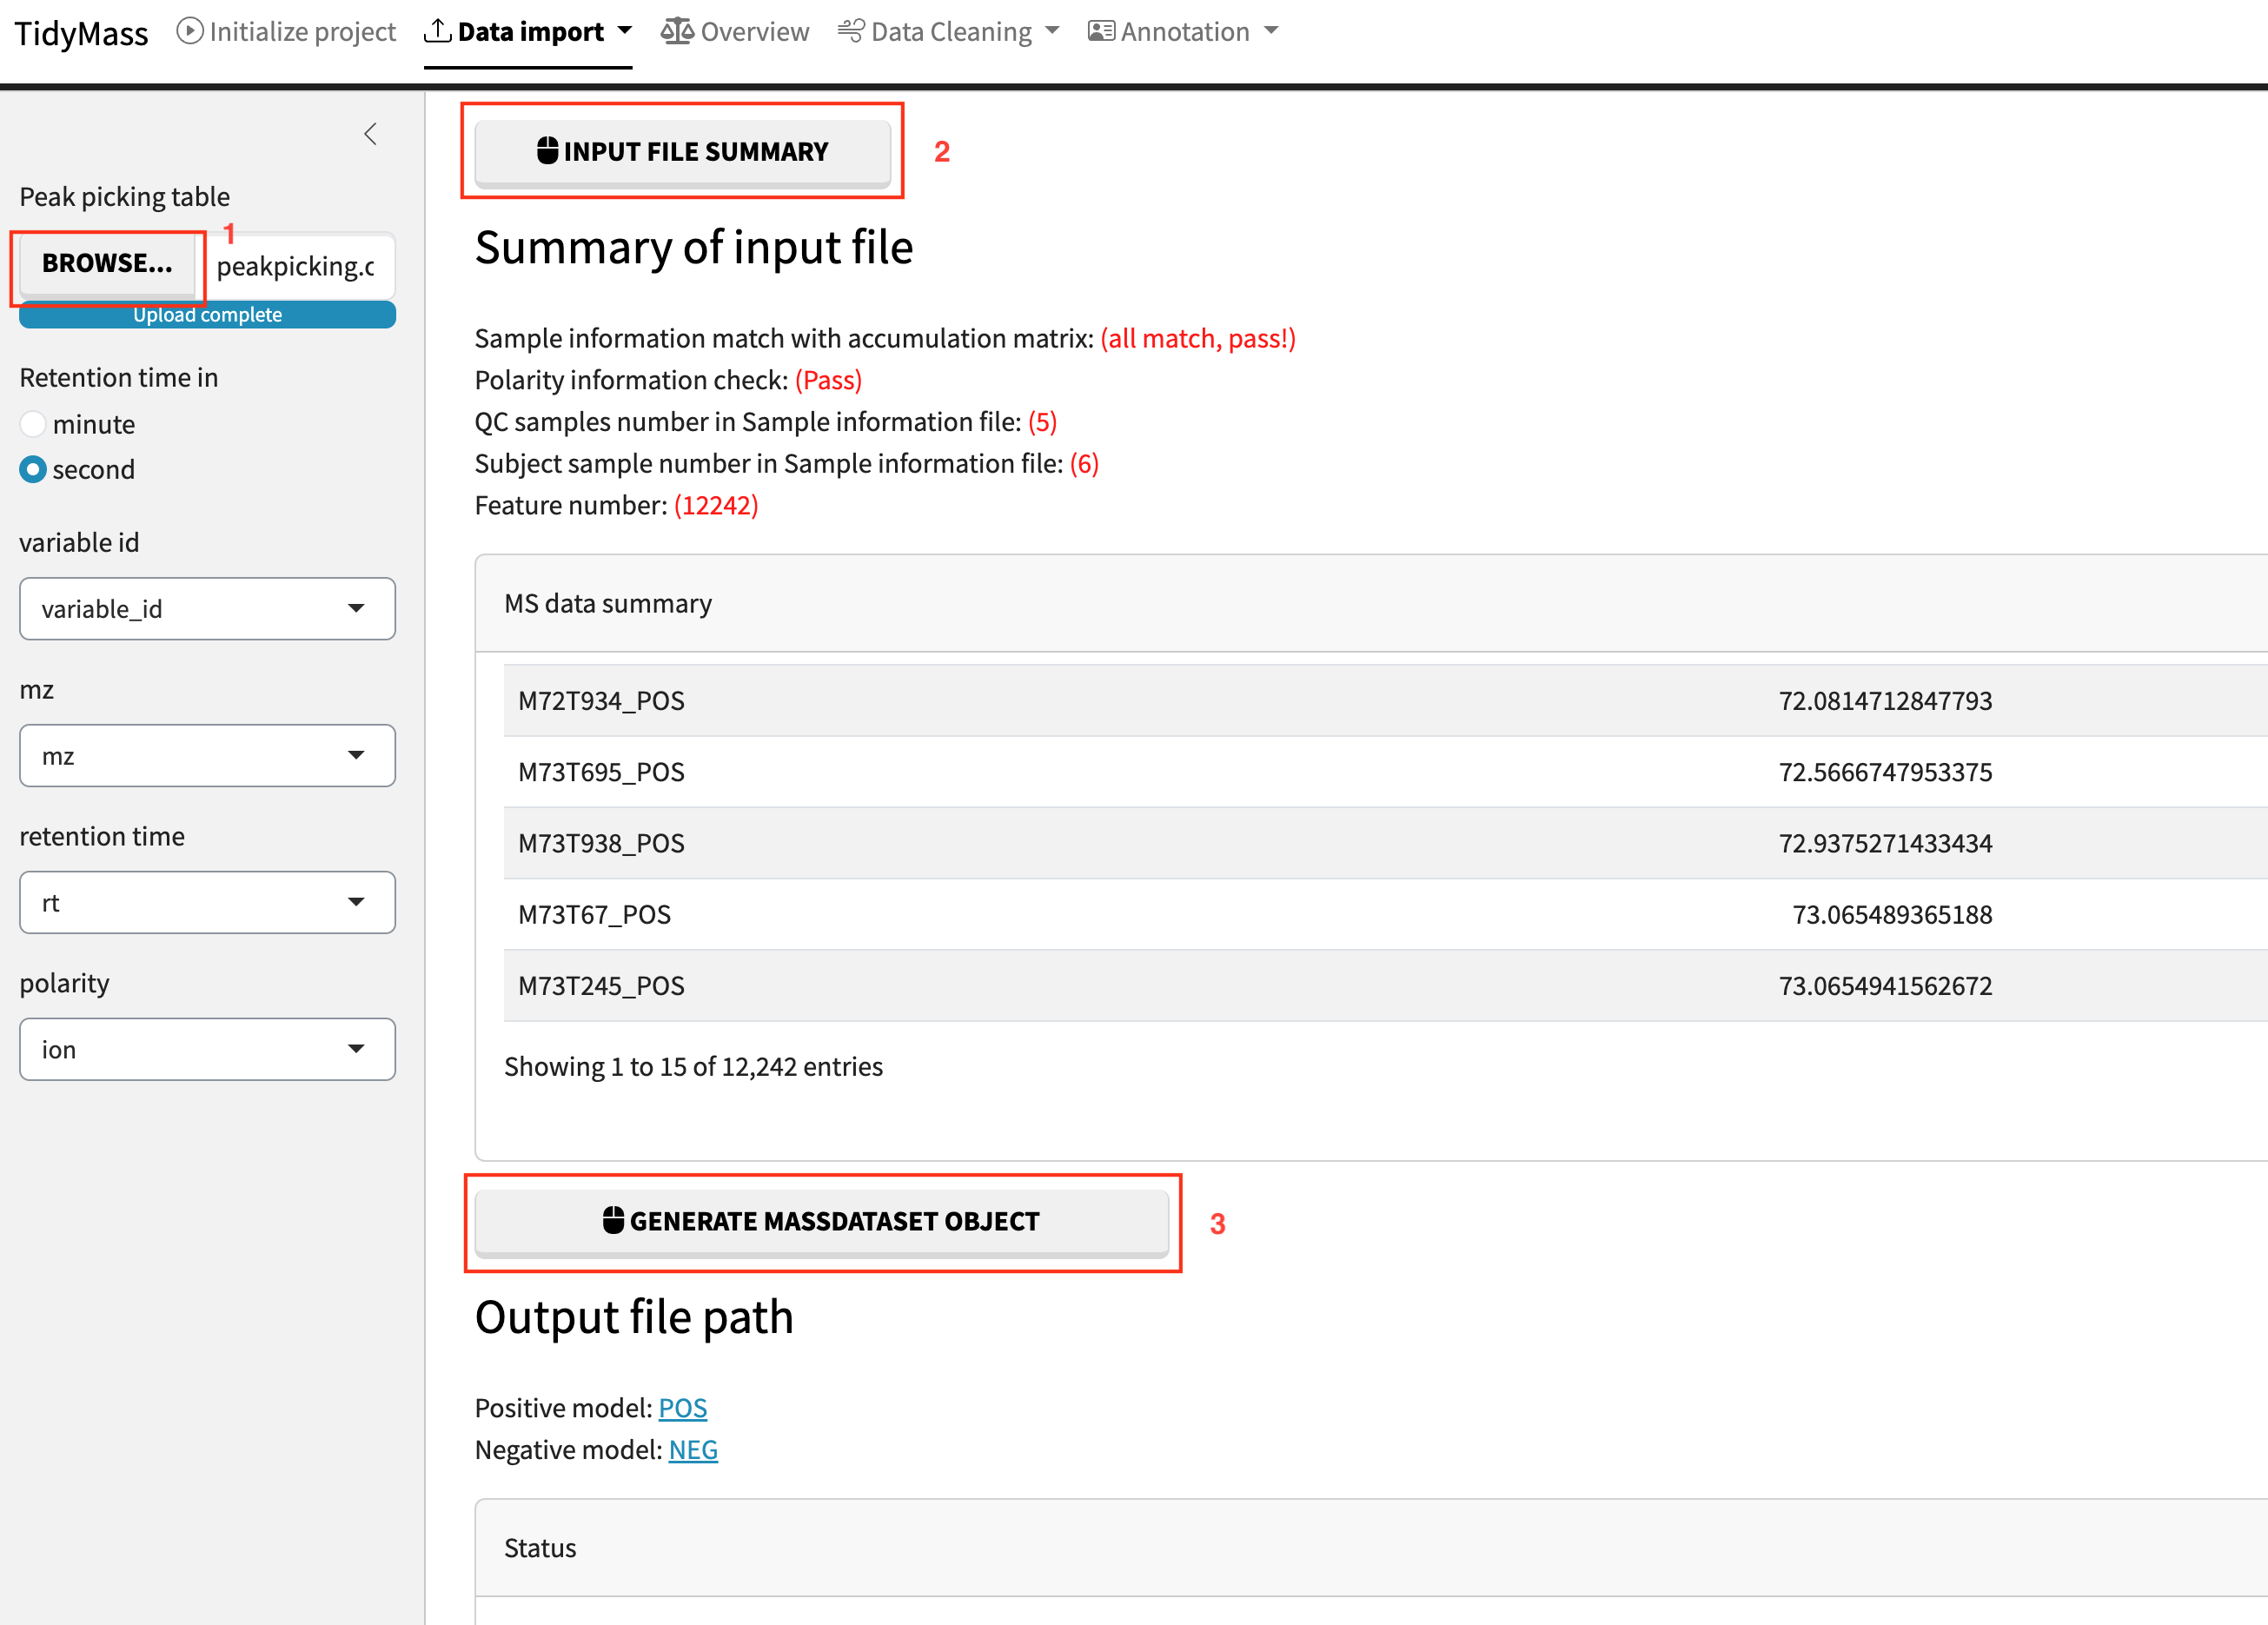 TidyMass Initialize project Data import Overview Data Cleaning Annotation
Peak picking table
1
BROWSE... peakpicking.c
Upload complete
Retention time in
minute
second
variable id
variable_id
mz
mz
retention time
rt
polarity
ion
INPUT FILE SUMMARY 2
Summary of input file
Sample information match with accumulation matrix: (all match, pass!)
Polarity information check: (Pass)
QC samples number in Sample information file: (5)
Subject sample number in Sample information file: (6)
Feature number: (12242)
MS data summary
M72T934_POS 72.0814712847793
M73T695_POS 72.5666747953375
M73T938_POS 72.9375271433434
M73T67_POS 73.065489365188
M73T245_POS 73.0654941562672
Showing 1 to 15 of 12,242 entries
GENERATE MASSDATASET OBJECT 3
Output file path
Positive model: POS
Negative model: NEG
Status